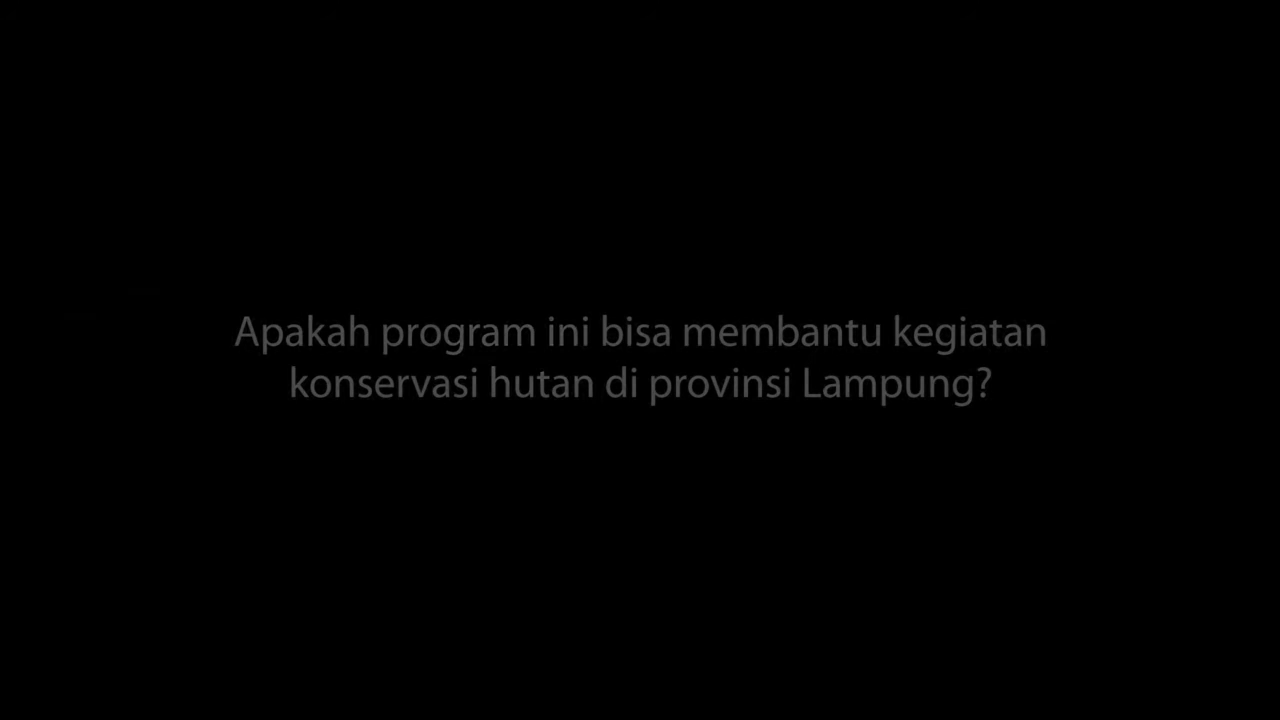 Apakah program ini bisa membantu kegiatan
konservasi hutan di provinsi Lampung?